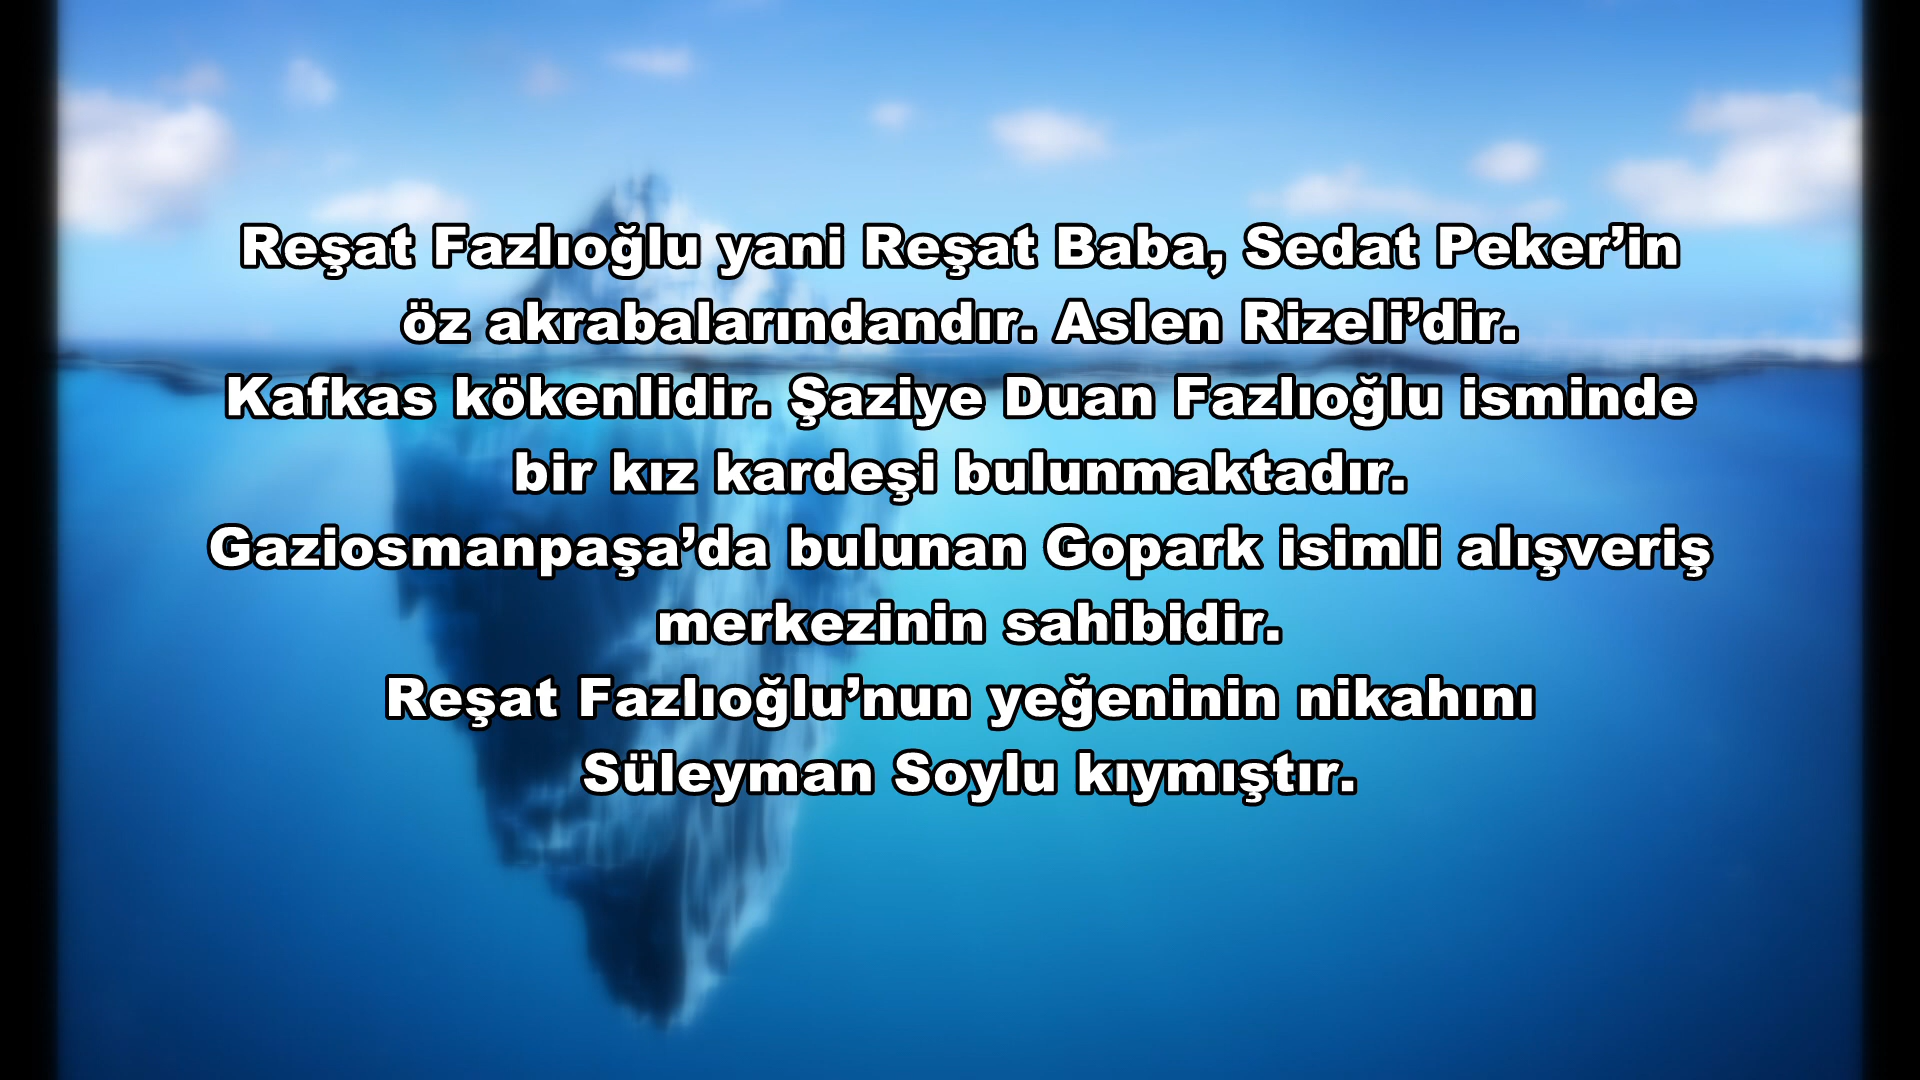 Reşat Fazlıoğlu yani Reşat Baba, Sedat Peker’in
öz akrabalarındandır. Aslen Rizeli’dir.
Kafkas kökenlidir. Şaziye Duan Fazlıoğlu isminde
bir kız kardeşi bulunmaktadır.
Gaziosmanpaşa’da bulunan Gopark isimli alışveriş
merkezinin sahibidir.
Reşat Fazlıoğlu’nun yeğeninin nikahını
Süleyman Soylu kıymıştır.